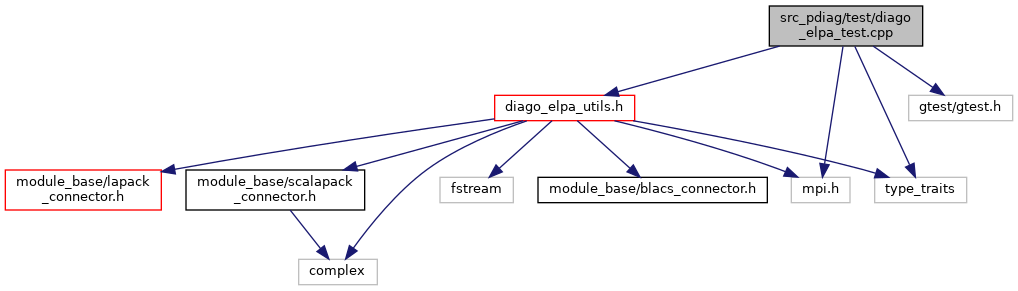 src_pdiag/test/diago
_elpa_test.cpp
diago_elpa_utils.h
gtest/gtest.h
module_base/lapack
_connector.h
module_base/scalapack
_connector.h
fstream
module_base/blacs_connector.h
mpi.h
type_traits
complex